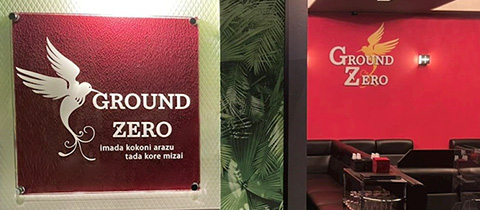 GROUND
ZERO
imada kokoni arazu
tada kore mizai
GROUND
ZERO